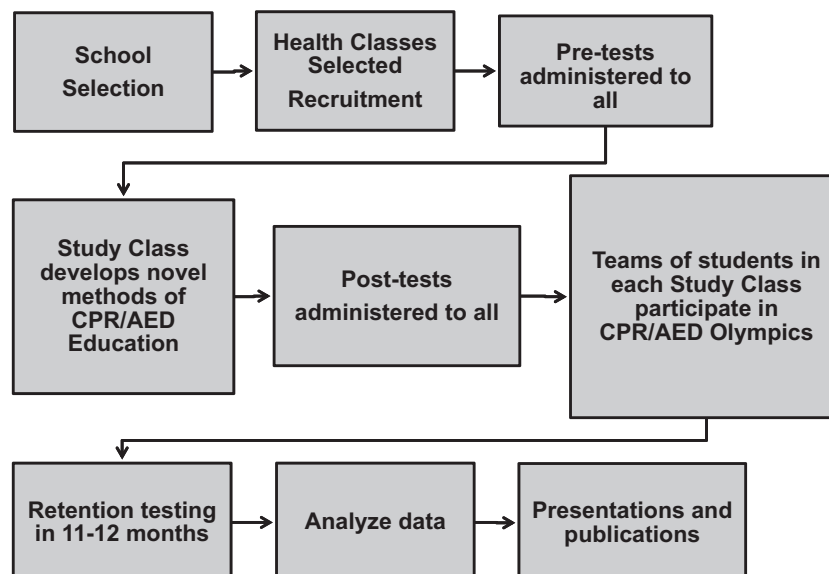 School
Selection
Health Classes
Selected
Recruitment
Pre-tests
administered to
all
Study Class
develops novel
methods of
CPR/AED
Education
Post-tests
administered to all
Teams of students in
each Study Class
participate in
CPR/AED Olympics
Retention testing
in 11-12 months
Analyze data
Presentations and
publications